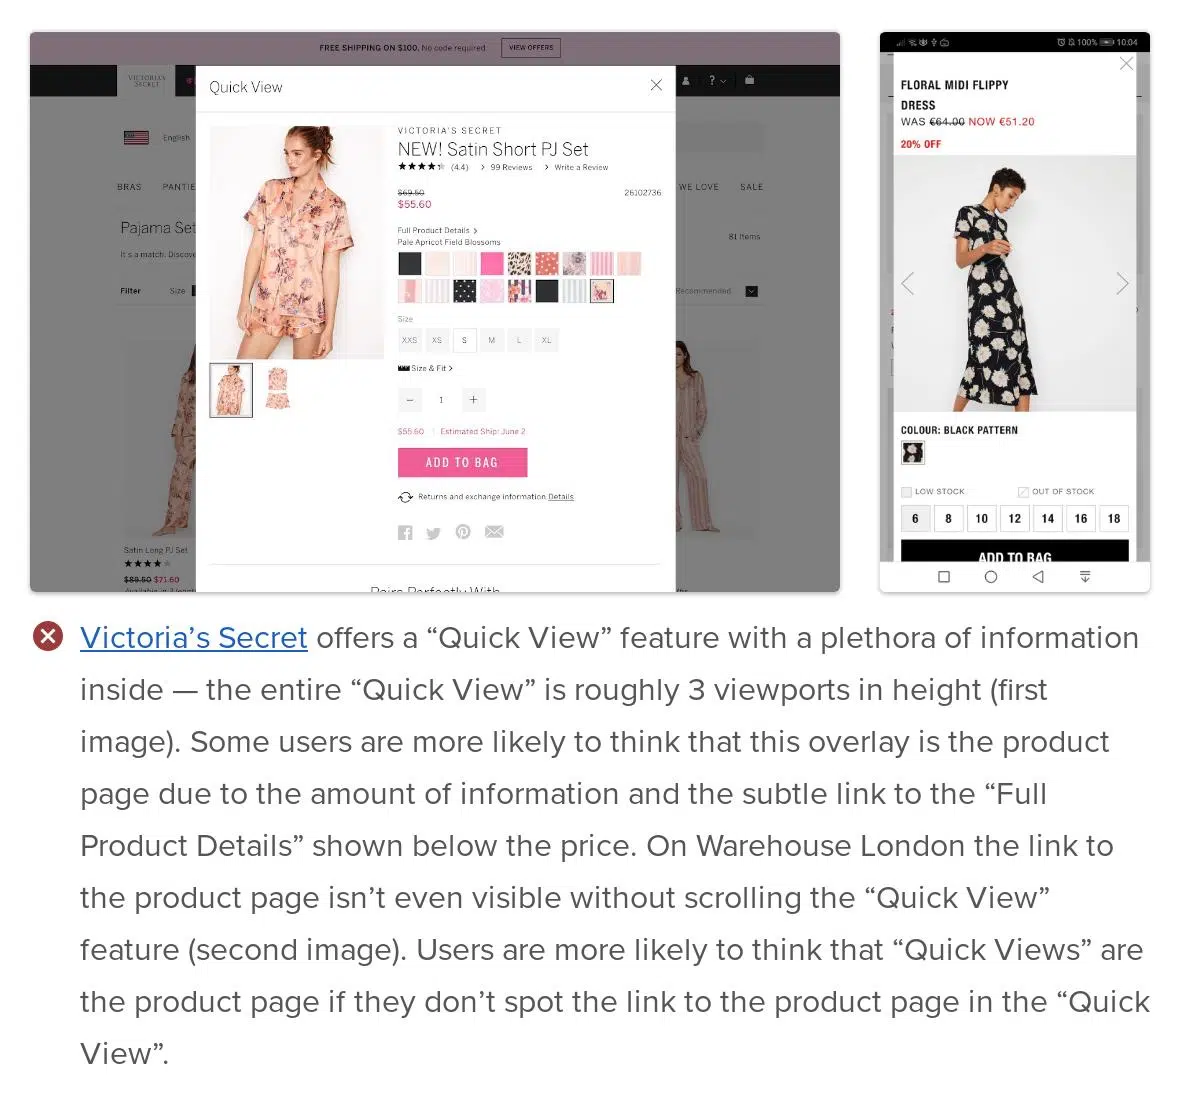 FREE SHIPPING ON $100. No code required.
VIEW OFFERS
VICTORIA'S
SECRET
?
English
BRAS
PANTIE
WE LOVE
SALE
Pajama Set
It's a match. Discove
81 Items
Filter
Size
Recommended
Satin Long PJ Set
$89.50 $71.60
Quick View
VICTORIA'S SECRET
NEW! Satin Short PJ Set
(4.4) > 99 Reviews > Write a Review
$69.50
26102736
$55.60
Full Product Details >
Pale Apricot Field Blossoms
Size
XXS XS S M L XL
Size & Fit >
− 1 +
$55.60 Estimated Ship: June 2
ADD TO BAG
Returns and exchange information Details
Pairs Perfectly With
100% 10:04
FLORAL MIDI FLIPPY
DRESS
WAS €64.00 NOW €51.20
20% OFF
COLOUR: BLACK PATTERN
LOW STOCK
OUT OF STOCK
6 8 10 12 14 16 18
ADD TO BAG
Victoria’s Secret offers a “Quick View” feature with a plethora of information
inside — the entire “Quick View” is roughly 3 viewports in height (first
image). Some users are more likely to think that this overlay is the product
page due to the amount of information and the subtle link to the “Full
Product Details” shown below the price. On Warehouse London the link to
the product page isn’t even visible without scrolling the “Quick View”
feature (second image). Users are more likely to think that “Quick Views” are
the product page if they don’t spot the link to the product page in the “Quick
View”.